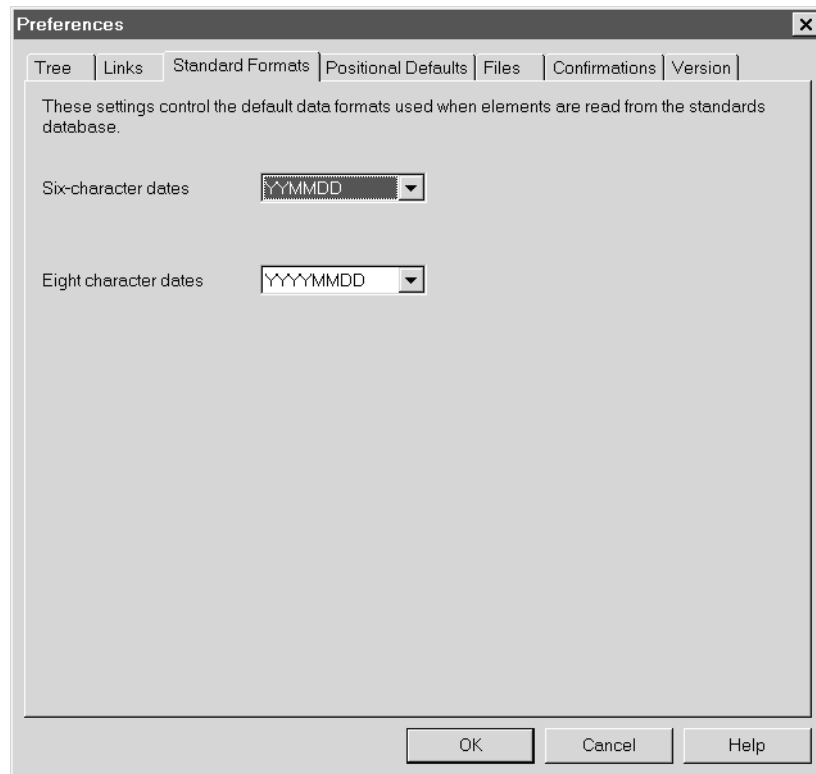 Preferences
Tree Links Standard Formats Positional Defaults Files Confirmations Version
These settings control the default data formats used when elements are read from the standards
database.
Six-character dates YYMMDD
Eight character dates YYYYMMDD
OK Cancel Help